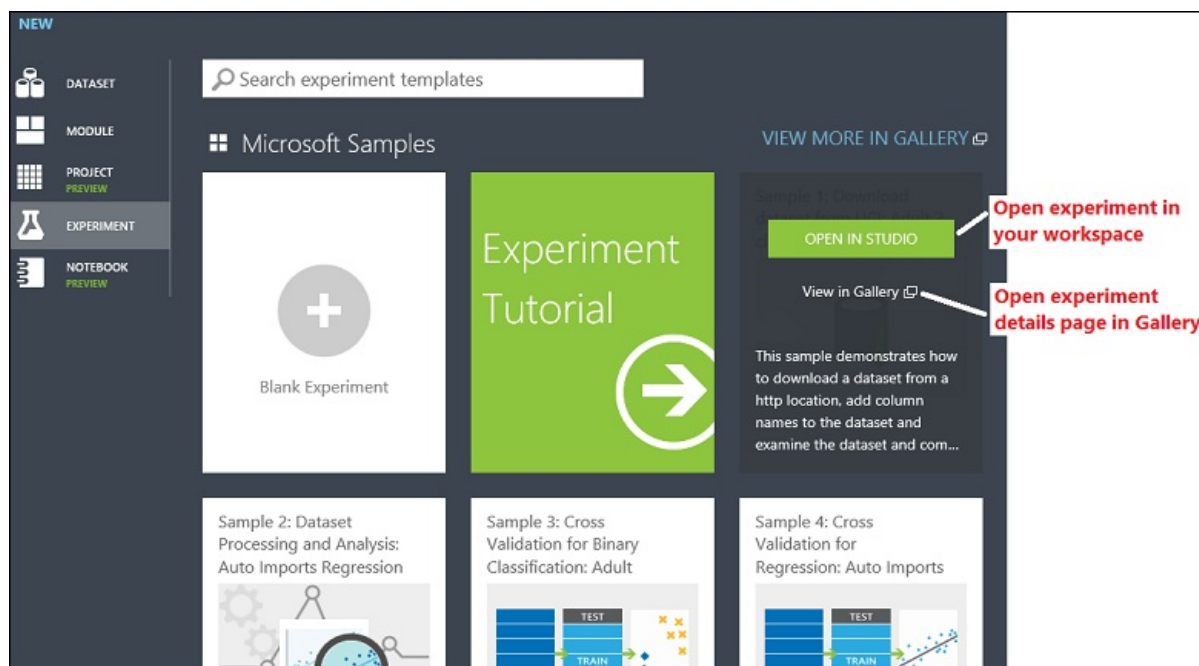 NEW
DATASET
MODULE
PROJECT
PREVIEW
EXPERIMENT
NOTEBOOK
PREVIEW
Search experiment templates
Microsoft Samples
VIEW MORE IN GALLERY
Blank Experiment
Experiment
Tutorial
Sample 1: Download
OPEN IN STUDIO
View in Gallery
This sample demonstrates how
to download a dataset from a
http location, add column
names to the dataset and
examine the dataset and com...
Open experiment in
your workspace
Open experiment
details page in Gallery
Sample 2: Dataset
Processing and Analysis:
Auto Imports Regression
Sample 3: Cross
Validation for Binary
Classification: Adult
TEST
TRAIN
Sample 4: Cross
Validation for
Regression: Auto Imports
TEST
TRAIN